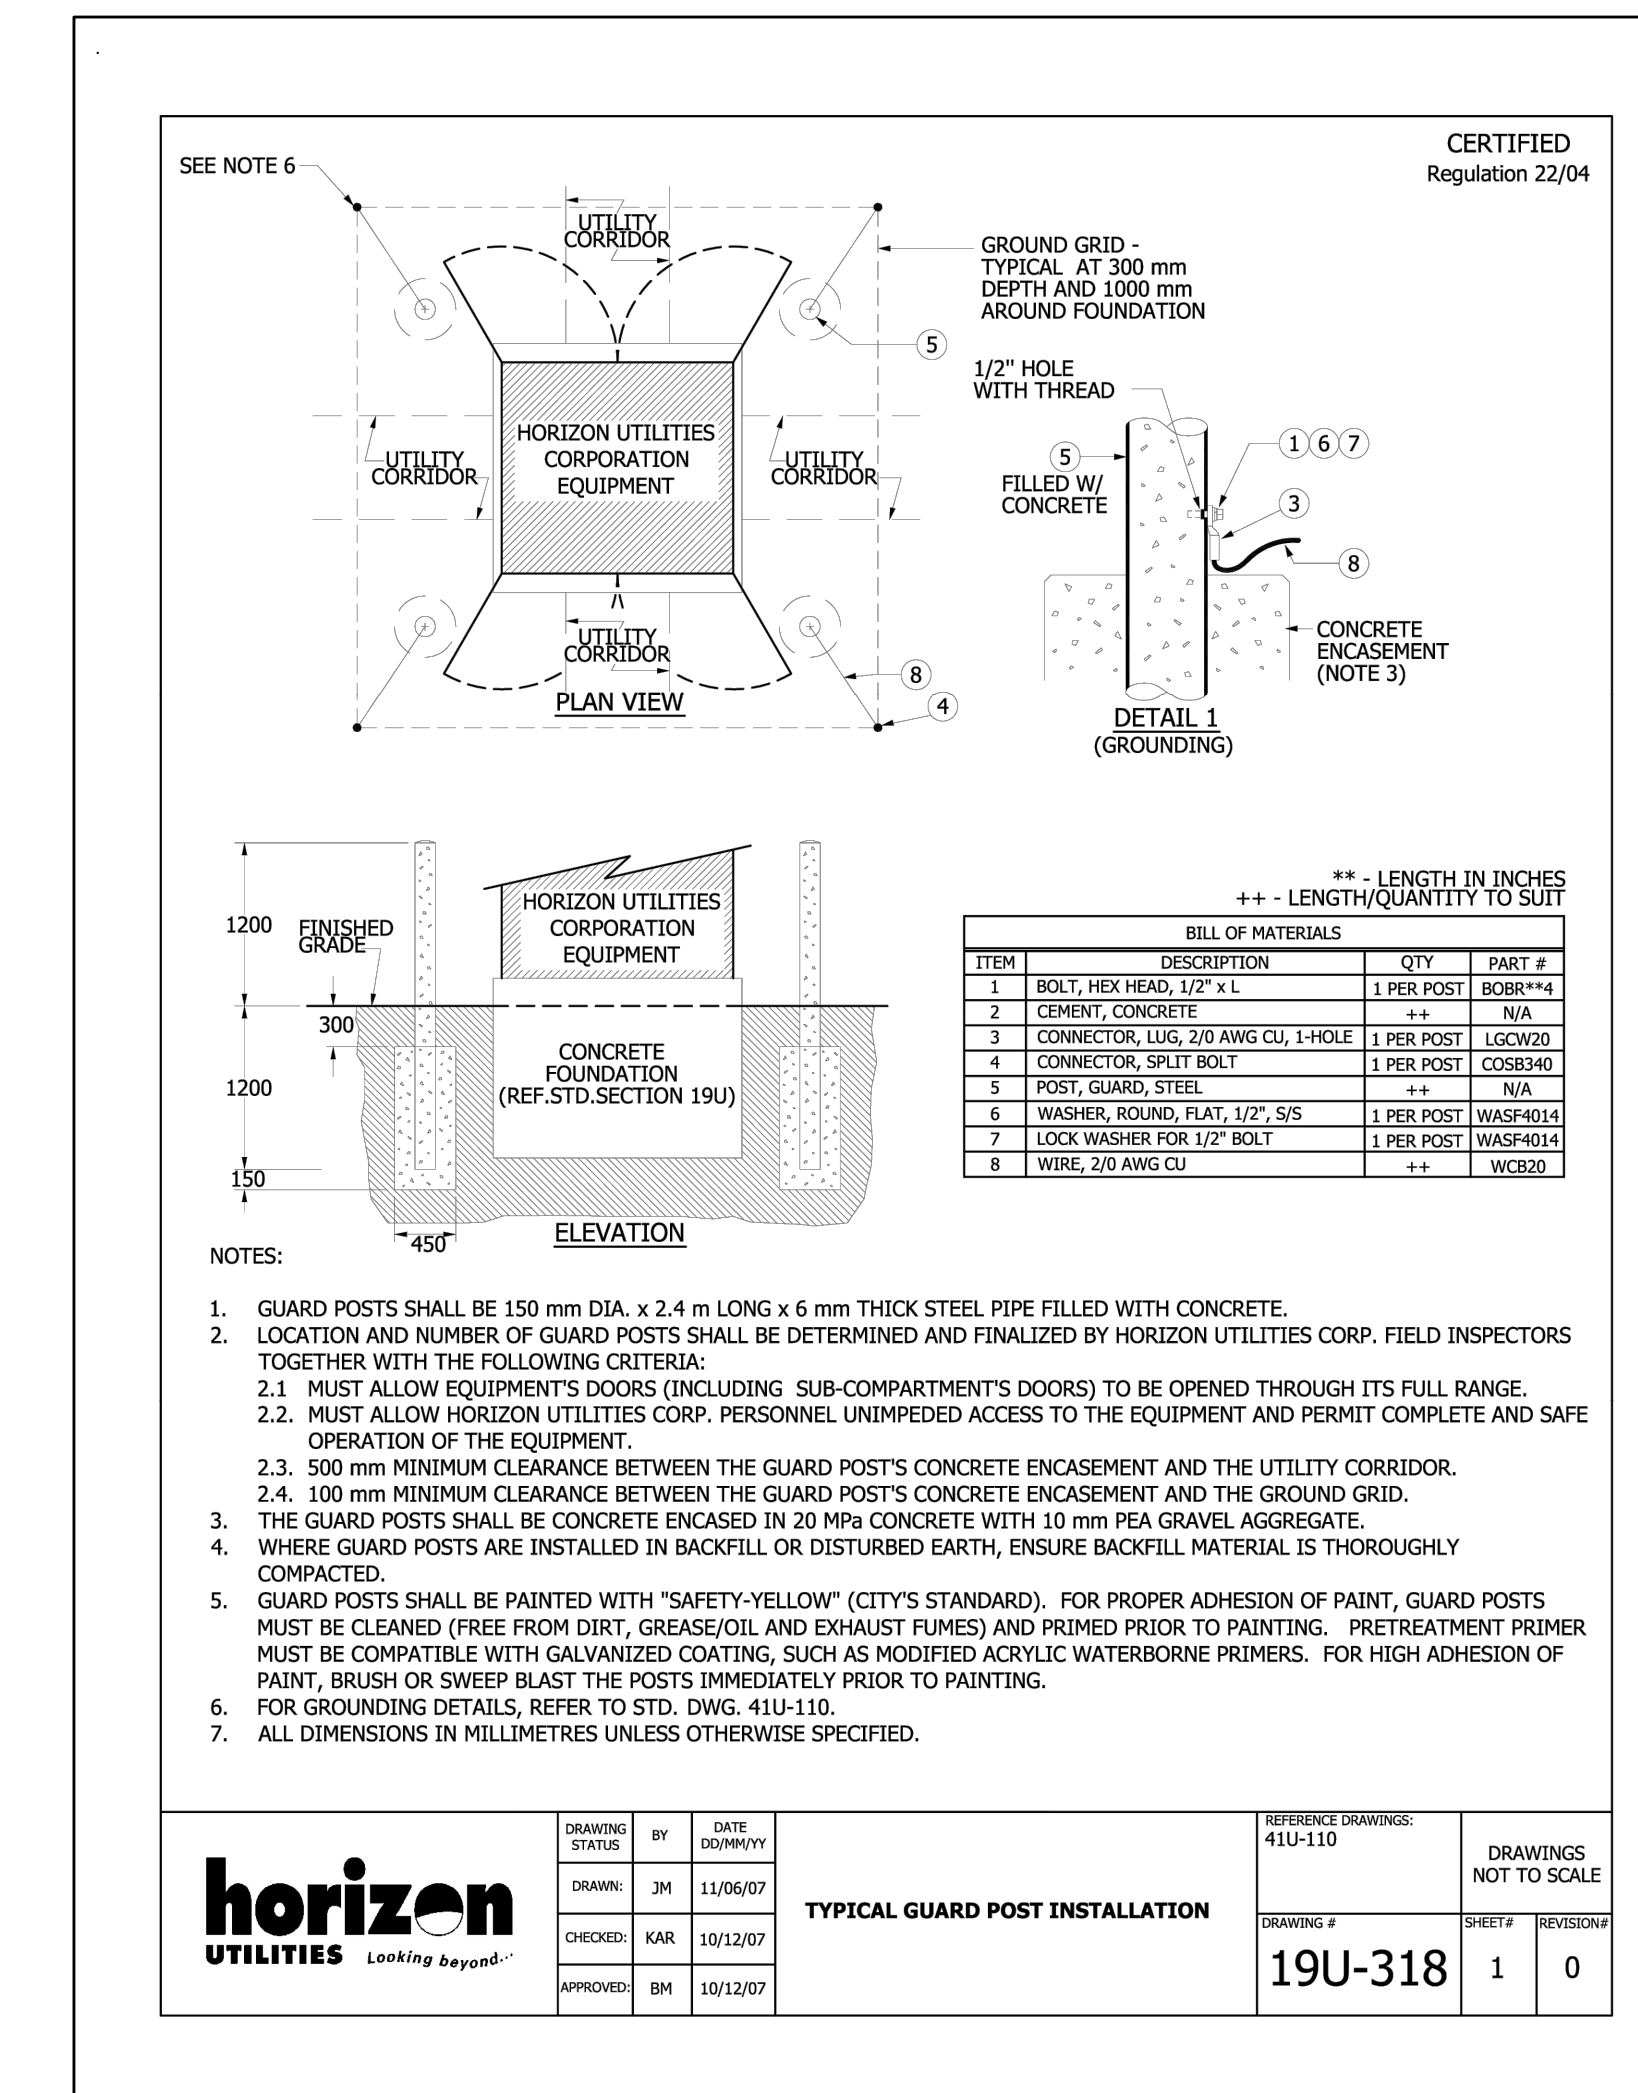 CERTIFIED
Regulation 22/04
SEE NOTE 6
UTILITY
CORRIDOR
GROUND GRID -
TYPICAL  AT 300 mm
DEPTH AND 1000 mm
AROUND FOUNDATION
5
1/2" HOLE
WITH THREAD
HORIZON UTILITIES
CORPORATION
EQUIPMENT
UTILITY
CORRIDOR
UTILITY
CORRIDOR
5
FILLED W/
CONCRETE
1 6 7
3
8
UTILITY
CORRIDOR
CONCRETE
ENCASEMENT
(NOTE 3)
8
4
PLAN VIEW
DETAIL 1
(GROUNDING)
1200
FINISHED
GRADE
HORIZON UTILITIES
CORPORATION
EQUIPMENT
300
1200
CONCRETE
FOUNDATION
(REF.STD.SECTION 19U)
150
450
ELEVATION
** - LENGTH IN INCHES
++ - LENGTH/QUANTITY TO SUIT
BILL OF MATERIALS
ITEM DESCRIPTION QTY PART #
1 BOLT, HEX HEAD, 1/2" x L 1 PER POST BOBR**4
2 CEMENT, CONCRETE ++ N/A
3 CONNECTOR, LUG, 2/0 AWG CU, 1-HOLE 1 PER POST LGCW20
4 CONNECTOR, SPLIT BOLT 1 PER POST COSB340
5 POST, GUARD, STEEL ++ N/A
6 WASHER, ROUND, FLAT, 1/2", S/S 1 PER POST WASF4014
7 LOCK WASHER FOR 1/2" BOLT 1 PER POST WASF4014
8 WIRE, 2/0 AWG CU ++ WCB20
NOTES:
1. GUARD POSTS SHALL BE 150 mm DIA. x 2.4 m LONG x 6 mm THICK STEEL PIPE FILLED WITH CONCRETE.
2. LOCATION AND NUMBER OF GUARD POSTS SHALL BE DETERMINED AND FINALIZED BY HORIZON UTILITIES CORP. FIELD INSPECTORS
TOGETHER WITH THE FOLLOWING CRITERIA:
2.1 MUST ALLOW EQUIPMENT'S DOORS (INCLUDING  SUB-COMPARTMENT'S DOORS) TO BE OPENED THROUGH ITS FULL RANGE.
2.2. MUST ALLOW HORIZON UTILITIES CORP. PERSONNEL UNIMPEDED ACCESS TO THE EQUIPMENT AND PERMIT COMPLETE AND SAFE
OPERATION OF THE EQUIPMENT.
2.3. 500 mm MINIMUM CLEARANCE BETWEEN THE GUARD POST'S CONCRETE ENCASEMENT AND THE UTILITY CORRIDOR.
2.4. 100 mm MINIMUM CLEARANCE BETWEEN THE GUARD POST'S CONCRETE ENCASEMENT AND THE GROUND GRID.
3. THE GUARD POSTS SHALL BE CONCRETE ENCASED IN 20 MPa CONCRETE WITH 10 mm PEA GRAVEL AGGREGATE.
4. WHERE GUARD POSTS ARE INSTALLED IN BACKFILL OR DISTURBED EARTH, ENSURE BACKFILL MATERIAL IS THOROUGHLY
COMPACTED.
5. GUARD POSTS SHALL BE PAINTED WITH "SAFETY-YELLOW" (CITY'S STANDARD).  FOR PROPER ADHESION OF PAINT, GUARD POSTS
MUST BE CLEANED (FREE FROM DIRT, GREASE/OIL AND EXHAUST FUMES) AND PRIMED PRIOR TO PAINTING.   PRETREATMENT PRIMER
MUST BE COMPATIBLE WITH GALVANIZED COATING, SUCH AS MODIFIED ACRYLIC WATERBORNE PRIMERS.  FOR HIGH ADHESION OF
PAINT, BRUSH OR SWEEP BLAST THE POSTS IMMEDIATELY PRIOR TO PAINTING.
6. FOR GROUNDING DETAILS, REFER TO STD. DWG. 41U-110.
7. ALL DIMENSIONS IN MILLIMETRES UNLESS OTHERWISE SPECIFIED.
horizon
UTILITIES Looking beyond...
DRAWING STATUS BY DATE DD/MM/YY
DRAWN: JM 11/06/07
CHECKED: KAR 10/12/07
APPROVED: BM 10/12/07
TYPICAL GUARD POST INSTALLATION
REFERENCE DRAWINGS:
41U-110
DRAWINGS
NOT TO SCALE
DRAWING # SHEET# REVISION#
19U-318 1 0